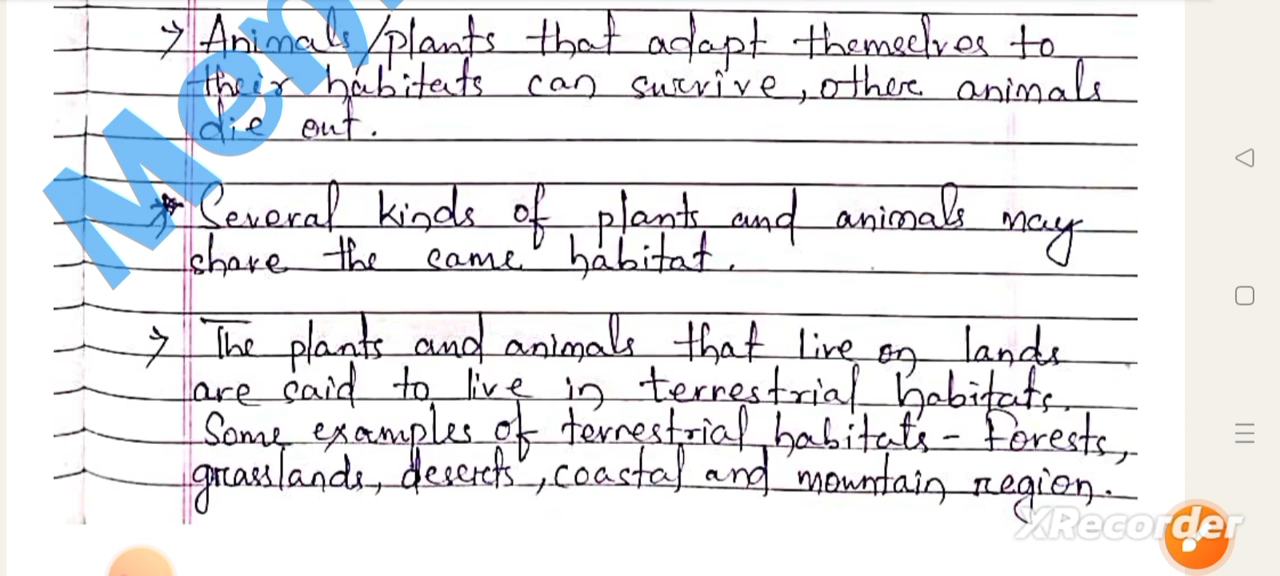 → Animals/plants that adapt themselves to
their habitats can survive, other animals
die out.
Men
→ Several kinds of plants and animals may
share the same habitat.
→ The plants and animals that live on lands
are said to live in terrestrial habitats.
Some examples of terrestrial habitats - Forests,
grasslands, deserts, coastal and mountain region.
XRecorder